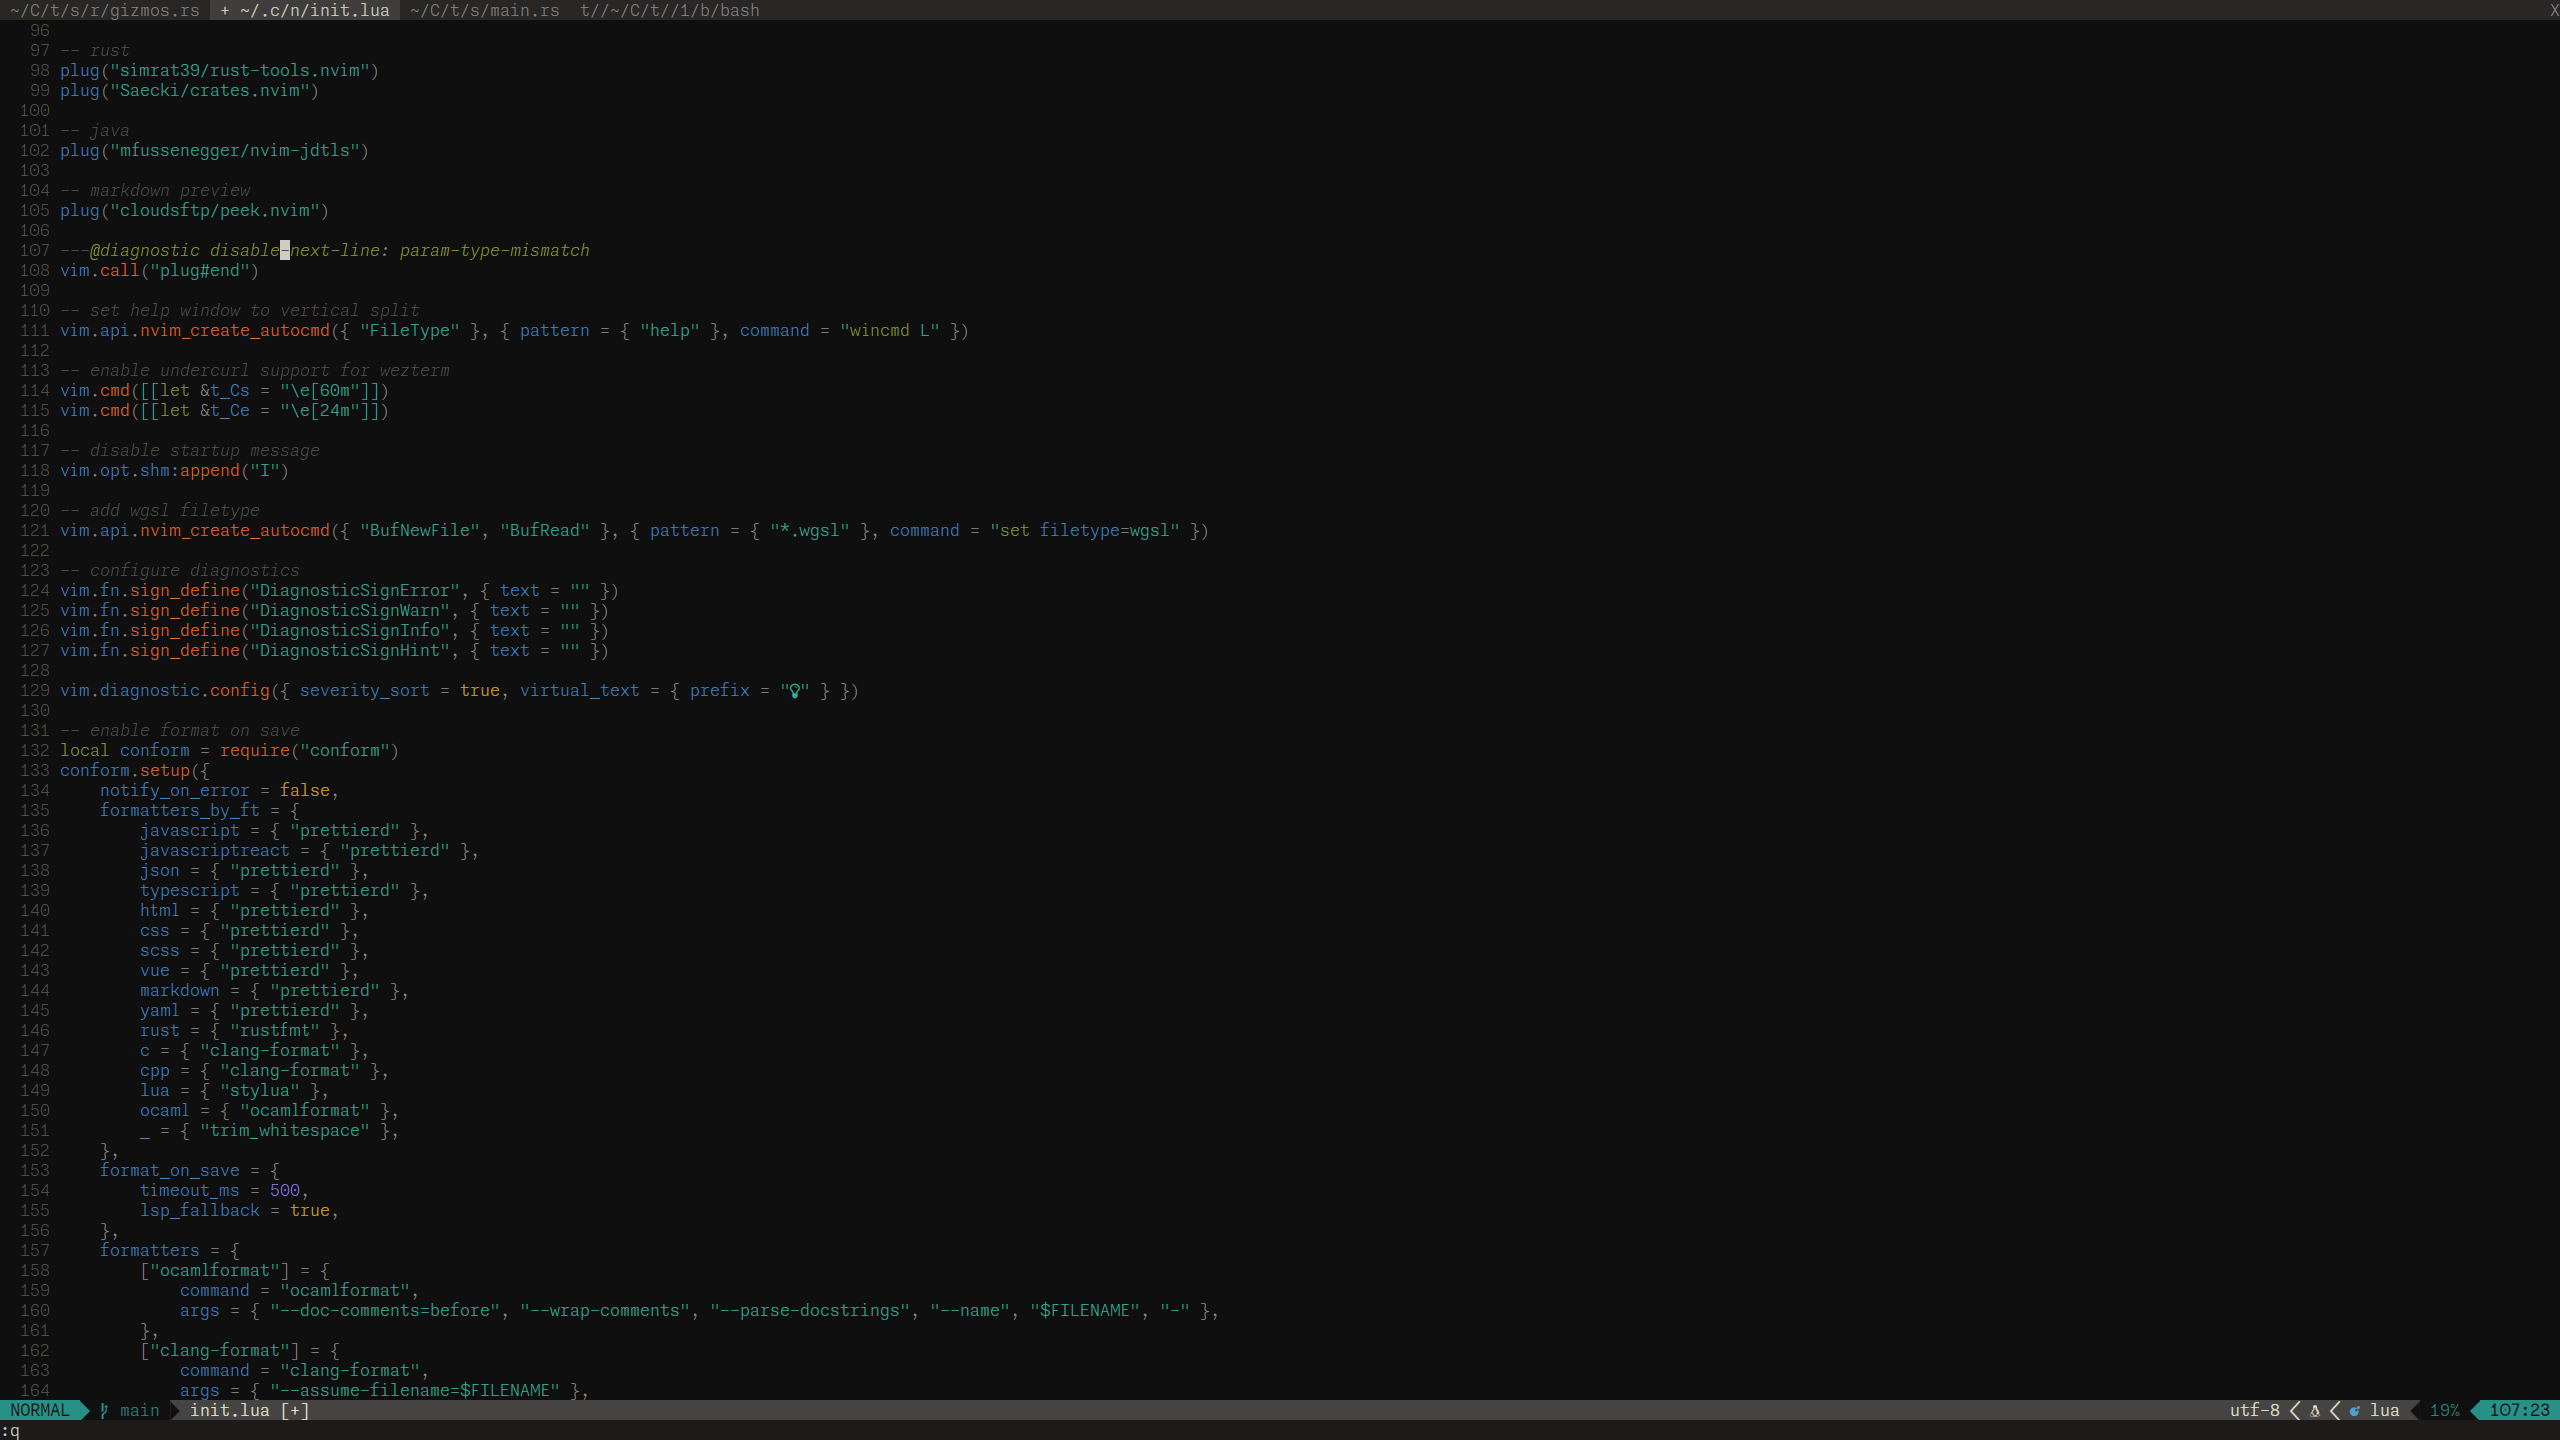 ~/C/t/s/r/gizmos.rs + ~/.c/n/init.lua ~/C/t/s/main.rs t//~/C/t//1/b/bash X
96
97 -- rust
98 plug("simrat39/rust-tools.nvim")
99 plug("Saecki/crates.nvim")
100
101 -- java
102 plug("mfussenegger/nvim-jdtls")
103
104 -- markdown preview
105 plug("cloudsftp/peek.nvim")
106
107 ---@diagnostic disable-next-line: param-type-mismatch
108 vim.call("plug#end")
109
110 -- set help window to vertical split
111 vim.api.nvim_create_autocmd({ "FileType" }, { pattern = { "help" }, command = "wincmd L" })
112
113 -- enable undercurl support for wezterm
114 vim.cmd([[let &t_Cs = "\e[60m"]])
115 vim.cmd([[let &t_Ce = "\e[24m"]])
116
117 -- disable startup message
118 vim.opt.shm:append("I")
119
120 -- add wgsl filetype
121 vim.api.nvim_create_autocmd({ "BufNewFile", "BufRead" }, { pattern = { "*.wgsl" }, command = "set filetype=wgsl" })
122
123 -- configure diagnostics
124 vim.fn.sign_define("DiagnosticSignError", { text = "" })
125 vim.fn.sign_define("DiagnosticSignWarn", { text = "" })
126 vim.fn.sign_define("DiagnosticSignInfo", { text = "" })
127 vim.fn.sign_define("DiagnosticSignHint", { text = "" })
128
129 vim.diagnostic.config({ severity_sort = true, virtual_text = { prefix = "" } })
130
131 -- enable format on save
132 local conform = require("conform")
133 conform.setup({
134     notify_on_error = false,
135     formatters_by_ft = {
136         javascript = { "prettierd" },
137         javascriptreact = { "prettierd" },
138         json = { "prettierd" },
139         typescript = { "prettierd" },
140         html = { "prettierd" },
141         css = { "prettierd" },
142         scss = { "prettierd" },
143         vue = { "prettierd" },
144         markdown = { "prettierd" },
145         yaml = { "prettierd" },
146         rust = { "rustfmt" },
147         c = { "clang-format" },
148         cpp = { "clang-format" },
149         lua = { "stylua" },
150         ocaml = { "ocamlformat" },
151         _ = { "trim_whitespace" },
152     },
153     format_on_save = {
154         timeout_ms = 500,
155         lsp_fallback = true,
156     },
157     formatters = {
158         ["ocamlformat"] = {
159             command = "ocamlformat",
160             args = { "--doc-comments=before", "--wrap-comments", "--parse-docstrings", "--name", "$FILENAME", "-" },
161         },
162         ["clang-format"] = {
163             command = "clang-format",
164             args = { "--assume-filename=$FILENAME" },
NORMAL main init.lua [+] utf-8 lua 19% 107:23
:q